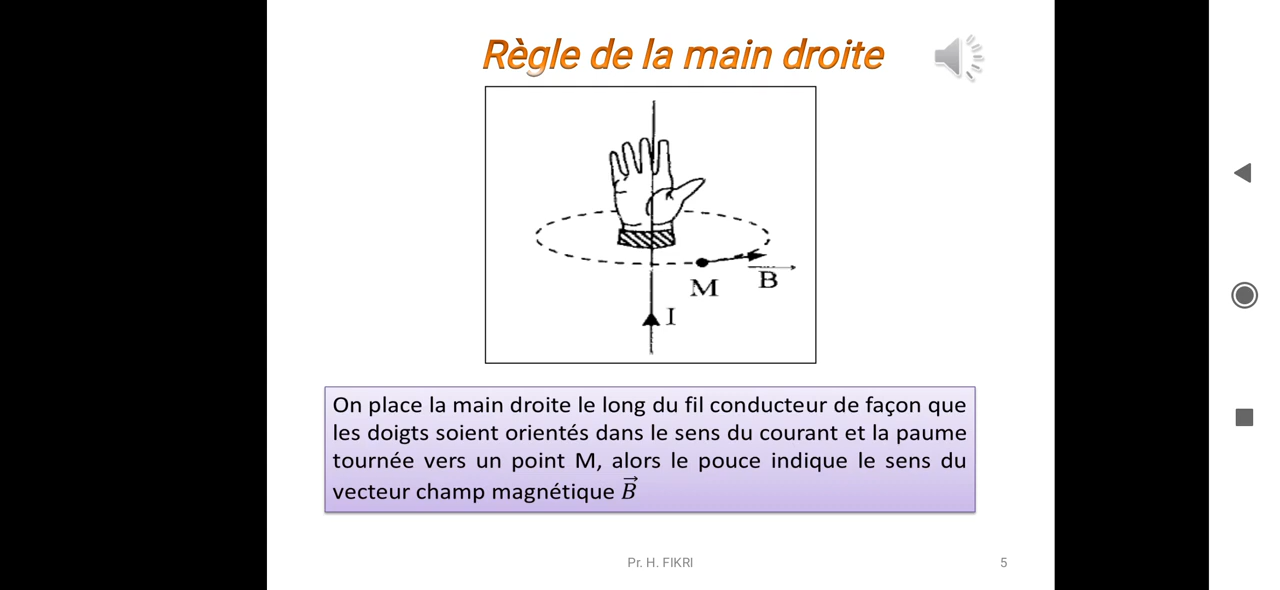 Règle de la main droite
M
B
I
On place la main droite le long du fil conducteur de façon que
les doigts soient orientés dans le sens du courant et la paume
tournée vers un point M, alors le pouce indique le sens du
vecteur champ magnétique B⃗
Pr. H. FIKRI
5